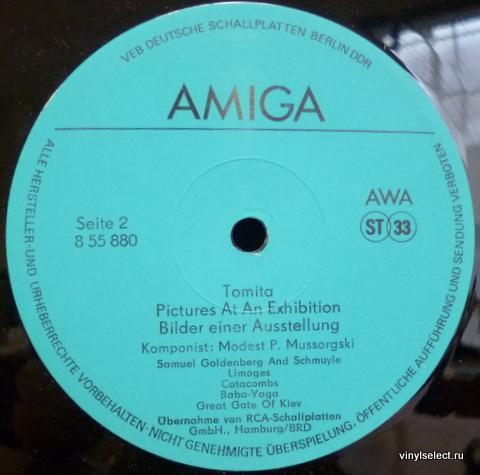 VEB DEUTSCHE SCHALLPLATTEN BERLIN DDR
AMIGA
Seite 2
8 55 880
AWA
ST 33
Tomita
Pictures At An Exhibition
Bilder einer Ausstellung
Komponist: Modest P. Mussorgski
Samuel Goldenberg And Schmuyle
Limoges
Catacombs
Baba-Yaga
Great Gate Of Kiev
Übernahme von RCA-Schallplatten
GmbH., Hamburg/BRD
ALLE HERSTELLER-UND URHEBERRECHTE VORBEHALTEN·NICHT GENEHMIGTE ÜBERSPIELUNG, ÖFFENTLICHE AUFFÜHRUNG UND SENDUNG VERBOTEN
vinylselect.ru